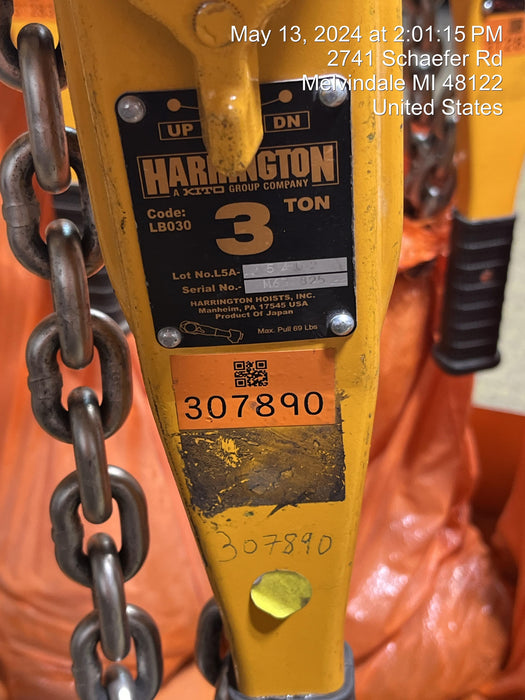 May 13, 2024 at 2:01:15 PM
2741 Schaefer Rd
Melvindale MI 48122
United States
UP DN
HARRINGTON
A KITO GROUP COMPANY
Code:
LB030
3 TON
Lot No.L5A-
Serial No.-
HARRINGTON HOISTS, INC.
Manheim, PA 17545 USA
Product Of Japan
Max. Pull 69 Lbs
307890
307890